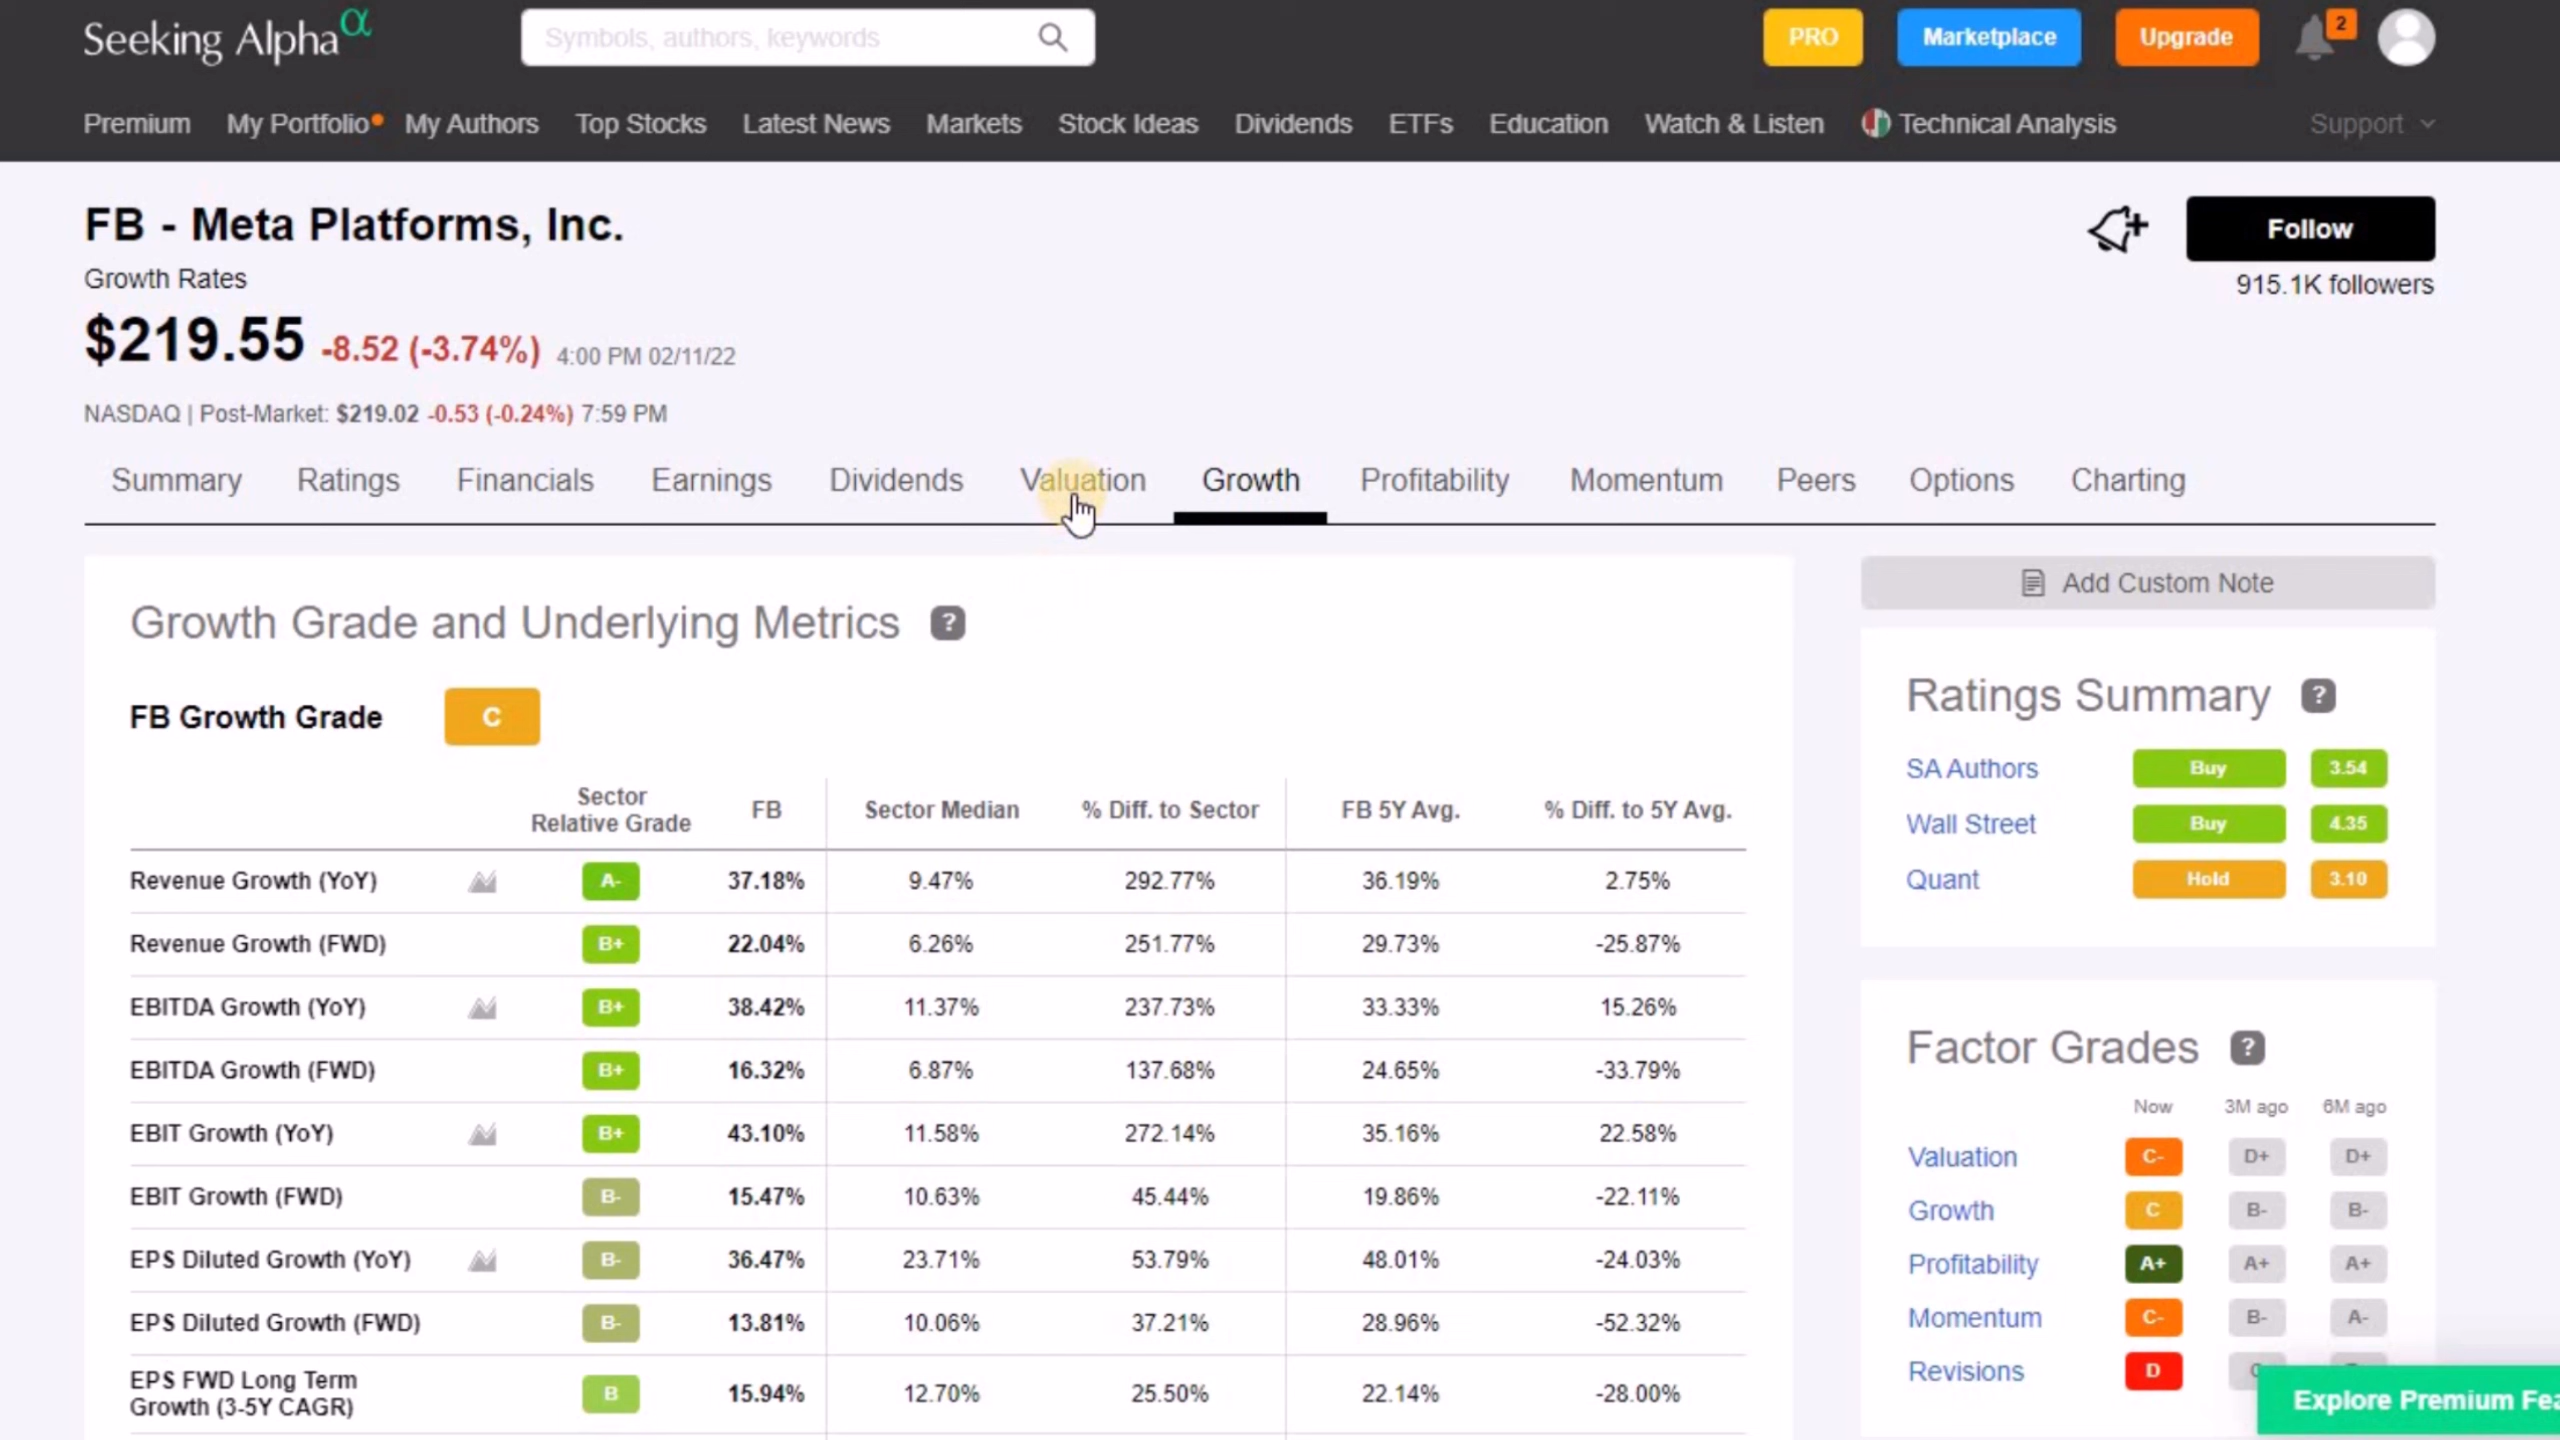 Seeking Alpha α
Symbols, authors, keywords
PRO
Marketplace
Upgrade
2
Premium My Portfolio My Authors Top Stocks Latest News Markets Stock Ideas Dividends ETFs Education Watch & Listen Technical Analysis Support
FB - Meta Platforms, Inc.
Follow
Growth Rates
915.1K followers
$219.55 -8.52 (-3.74%) 4:00 PM 02/11/22
NASDAQ | Post-Market: $219.02 -0.53 (-0.24%) 7:59 PM
Summary Ratings Financials Earnings Dividends Valuation Growth Profitability Momentum Peers Options Charting
Growth Grade and Underlying Metrics ?
FB Growth Grade C
Sector Relative Grade FB Sector Median % Diff. to Sector FB 5Y Avg. % Diff. to 5Y Avg.
Revenue Growth (YoY) A- 37.18% 9.47% 292.77% 36.19% 2.75%
Revenue Growth (FWD) B+ 22.04% 6.26% 251.77% 29.73% -25.87%
EBITDA Growth (YoY) B+ 38.42% 11.37% 237.73% 33.33% 15.26%
EBITDA Growth (FWD) B+ 16.32% 6.87% 137.68% 24.65% -33.79%
EBIT Growth (YoY) B+ 43.10% 11.58% 272.14% 35.16% 22.58%
EBIT Growth (FWD) B- 15.47% 10.63% 45.44% 19.86% -22.11%
EPS Diluted Growth (YoY) B- 36.47% 23.71% 53.79% 48.01% -24.03%
EPS Diluted Growth (FWD) B- 13.81% 10.06% 37.21% 28.96% -52.32%
EPS FWD Long Term
Growth (3-5Y CAGR) B 15.94% 12.70% 25.50% 22.14% -28.00%
Add Custom Note
Ratings Summary ?
SA Authors Buy 3.54
Wall Street Buy 4.35
Quant Hold 3.10
Factor Grades ?
Now 3M ago 6M ago
Valuation C- D+ D+
Growth C B- B-
Profitability A+ A+ A+
Momentum C- B- A-
Revisions D
Explore Premium